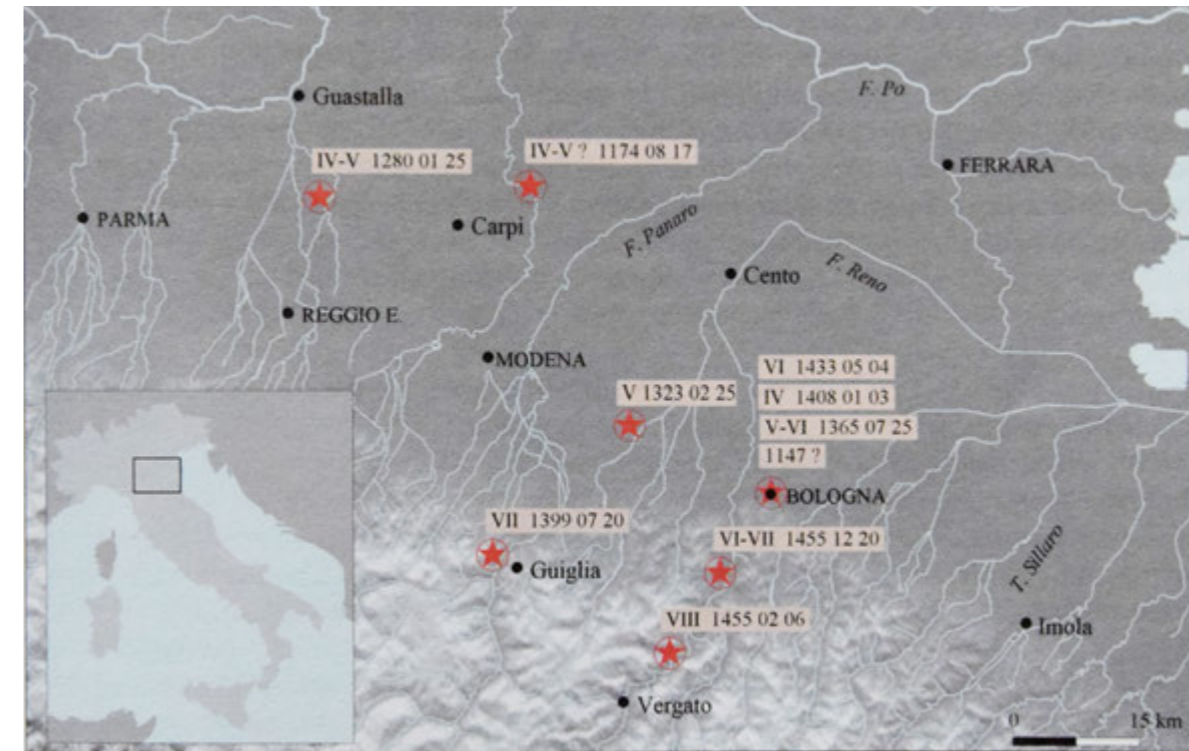 F. Po
Guastalla
IV-V ? 1174 08 17
IV-V 1280 01 25
FERRARA
PARMA
Carpi
F. Panaro
Cento
F. Reno
REGGIO E.
MODENA
VI 1433 05 04
V 1323 02 25
IV 1408 01 03
V-VI 1365 07 25
1147 ?
BOLOGNA
VII 1399 07 20
VI-VII 1455 12 20
Guiglia
T. Sillaro
VIII 1455 02 06
Imola
Vergato
0 15 km